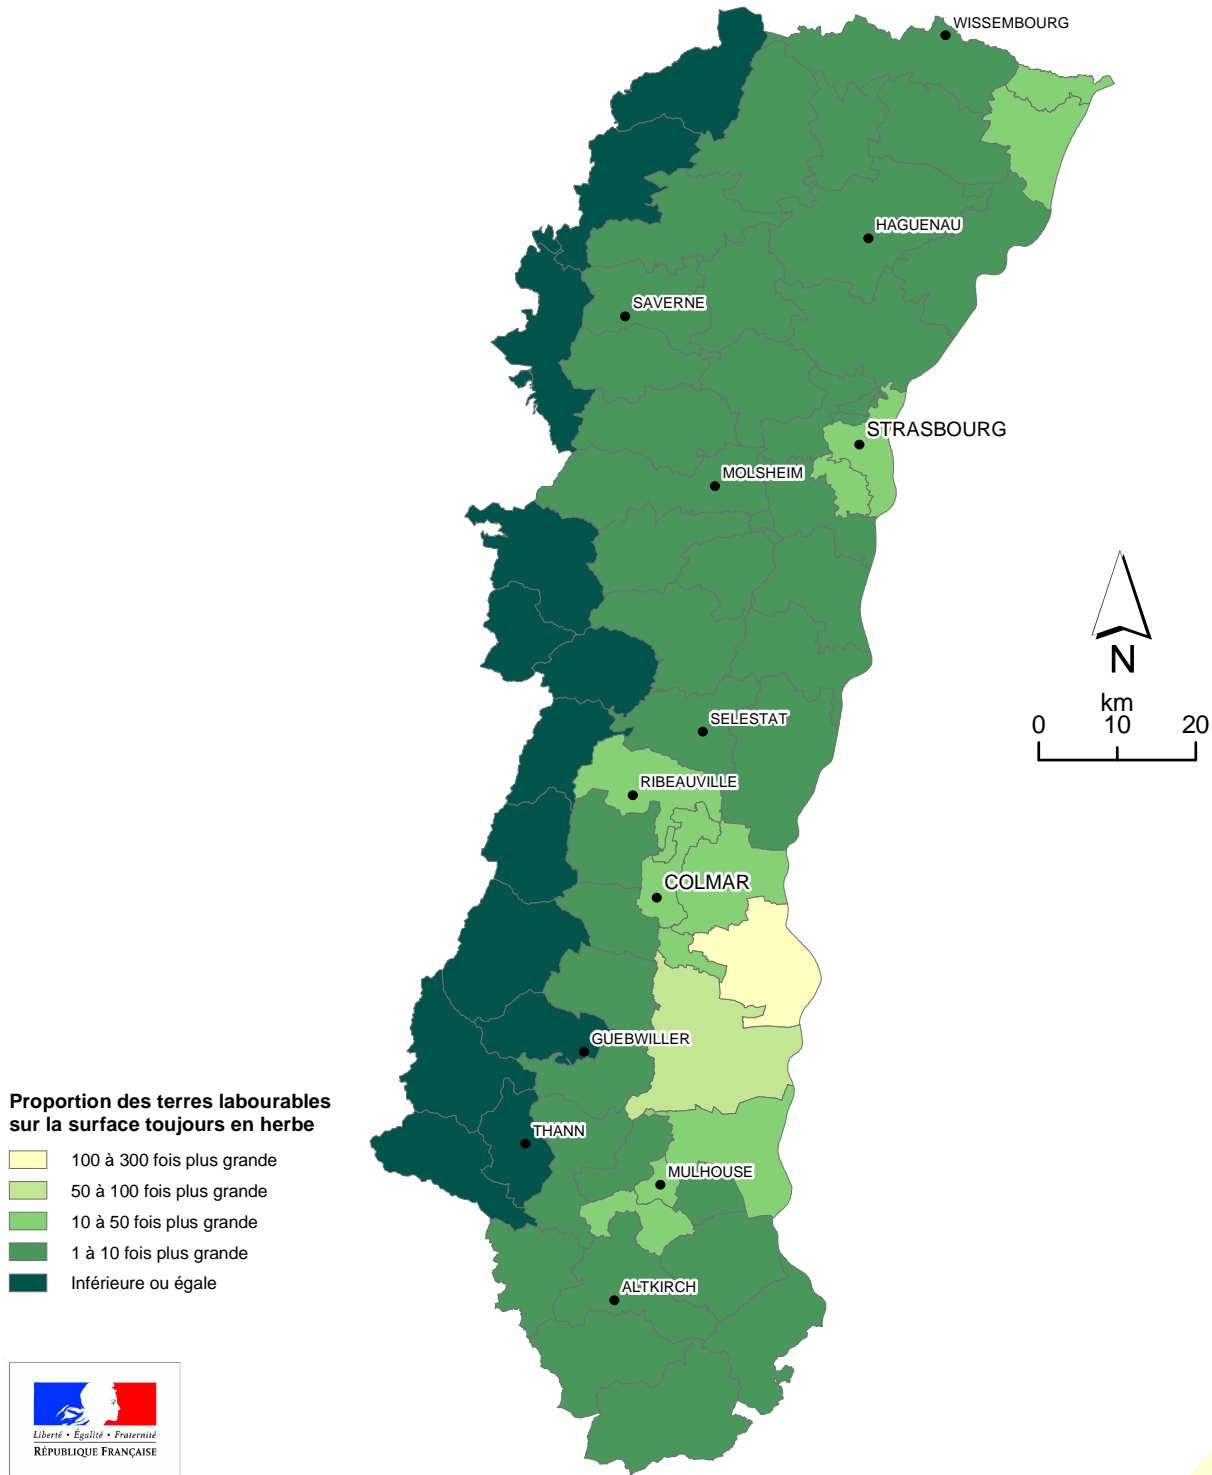 WISSEMBOURG
HAGUENAU
SAVERNE
STRASBOURG
MOLSHEIM
N
km
0 10 20
SELESTAT
RIBEAUVILLE
COLMAR
GUEBWILLER
THANN
MULHOUSE
ALTKIRCH
Proportion des terres labourables
sur la surface toujours en herbe
100 à 300 fois plus grande
50 à 100 fois plus grande
10 à 50 fois plus grande
1 à 10 fois plus grande
Inférieure ou égale
Liberté • Égalité • Fraternité
RÉPUBLIQUE FRANÇAISE